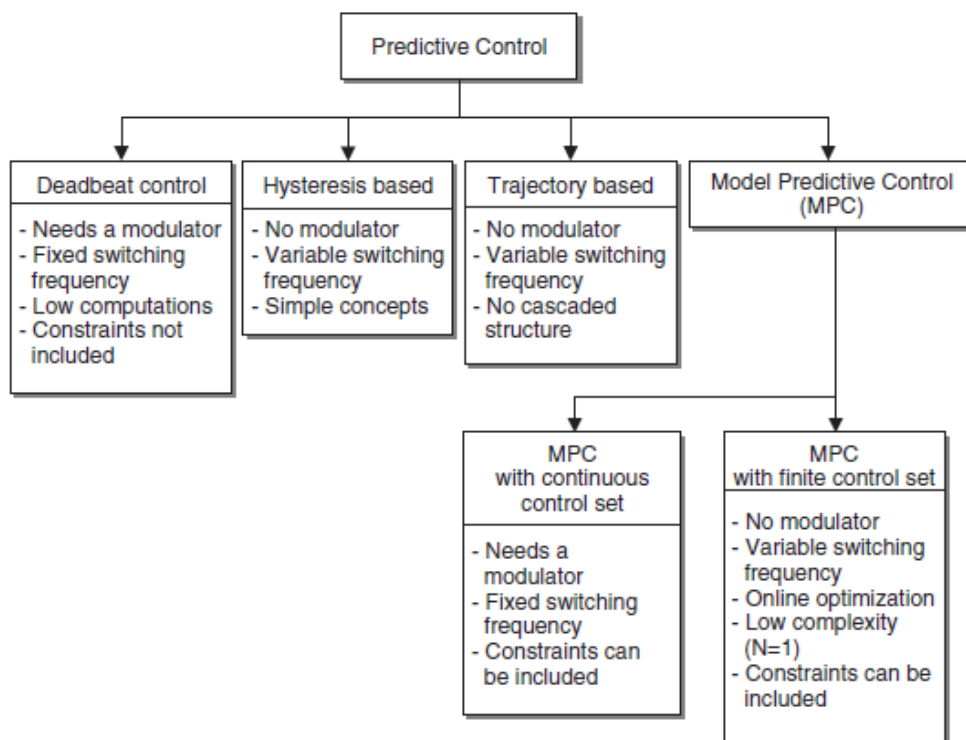 Predictive Control
Deadbeat control
- Needs a modulator
- Fixed switching
frequency
- Low computations
- Constraints not
included
Hysteresis based
- No modulator
- Variable switching
frequency
- Simple concepts
Trajectory based
- No modulator
- Variable switching
frequency
- No cascaded
structure
Model Predictive Control
(MPC)
MPC
with continuous
control set
- Needs a
modulator
- Fixed switching
frequency
- Constraints can
be included
MPC
with finite control set
- No modulator
- Variable switching
frequency
- Online optimization
- Low complexity
(N=1)
- Constraints can be
included